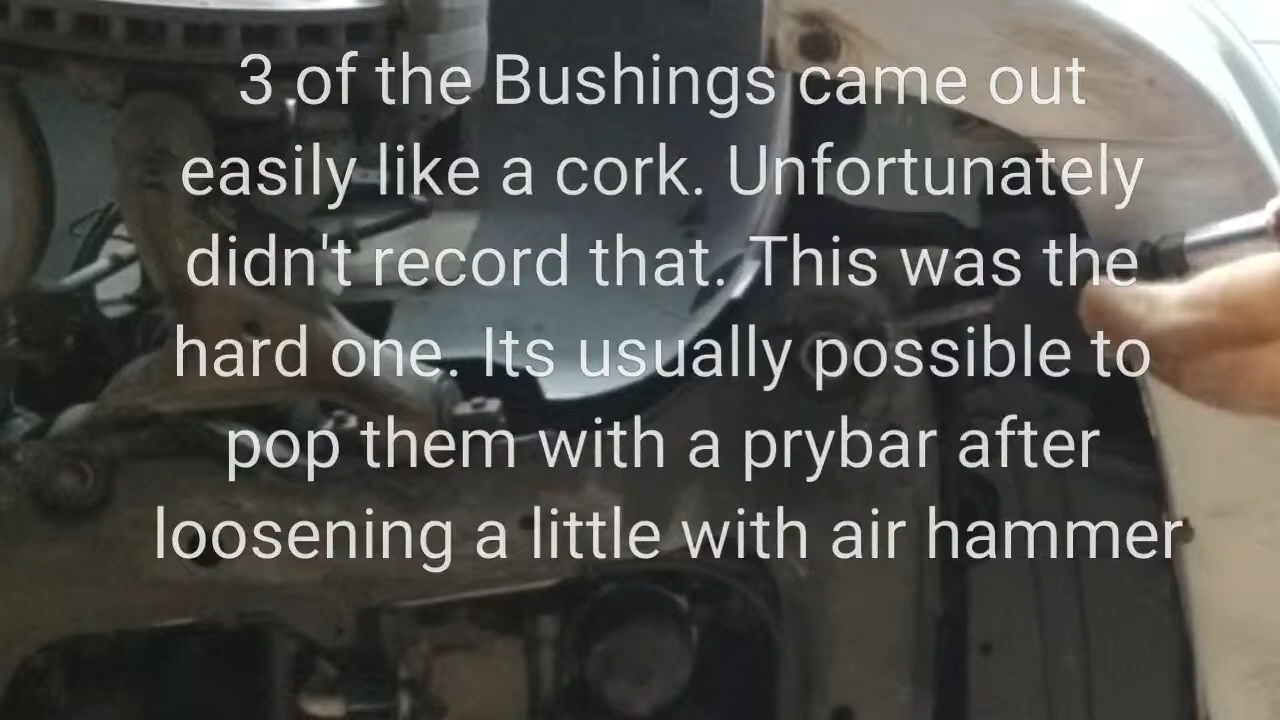 3 of the Bushings came out
easily like a cork. Unfortunately
didn't record that. This was the
hard one. Its usually possible to
pop them with a prybar after
loosening a little with air hammer